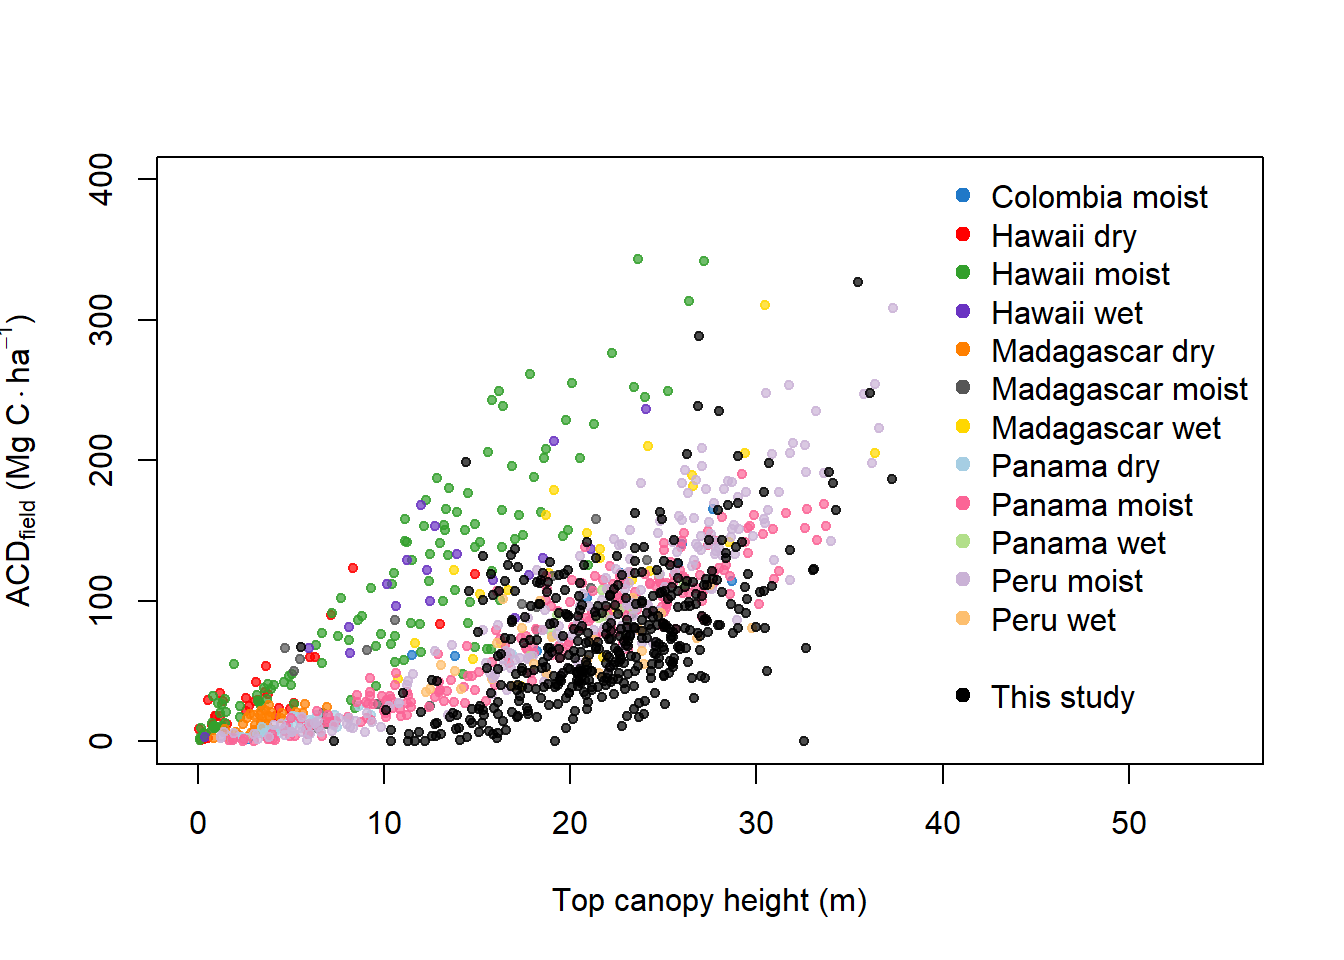 400
300
200
100
0
ACDfield (Mg C · ha−1)
0 10 20 30 40 50
Top canopy height (m)
Colombia moist
Hawaii dry
Hawaii moist
Hawaii wet
Madagascar dry
Madagascar moist
Madagascar wet
Panama dry
Panama moist
Panama wet
Peru moist
Peru wet
This study